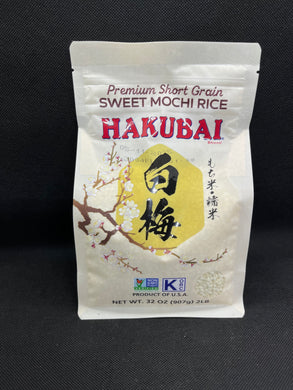 Premium Short Grain
SWEET MOCHI RICE
HAKUBAI
白梅
もち米•糯米
K
PRODUCT OF U.S.A.
NET WT. 32 OZ (907g) 2LB